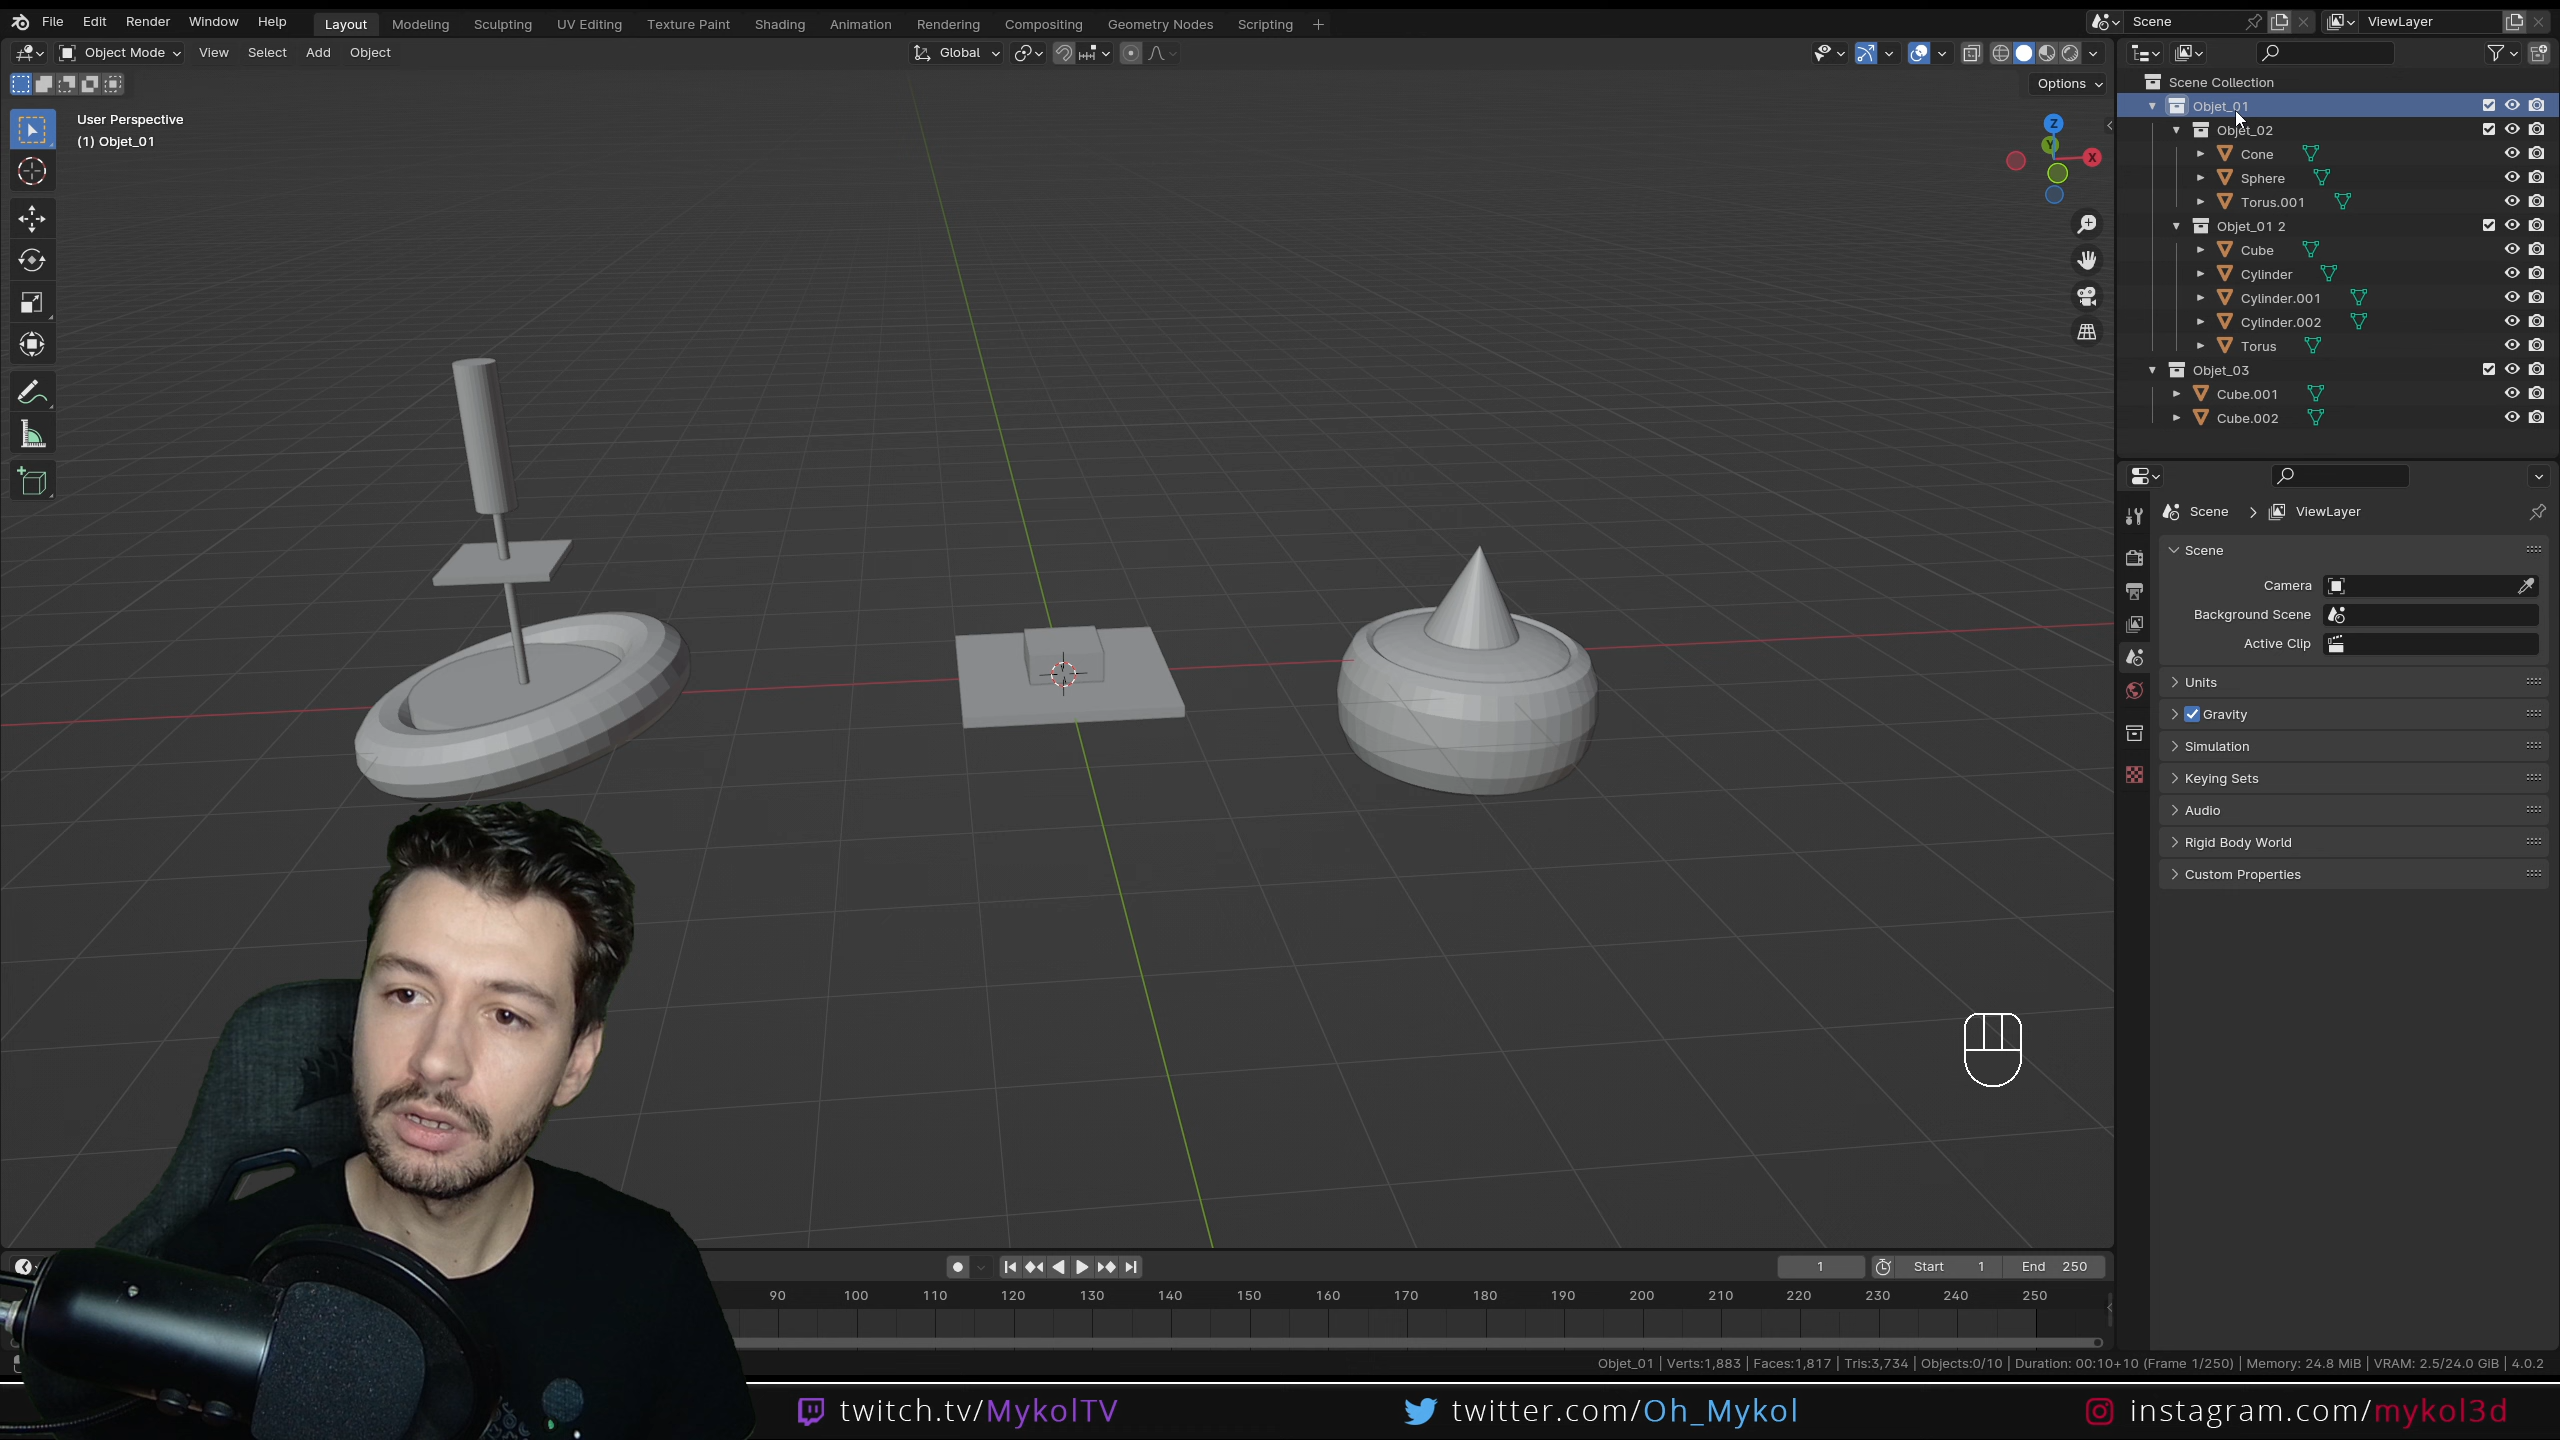 File Edit Render Window Help
Layout Modeling Sculpting UV Editing Texture Paint Shading Animation Rendering Compositing Geometry Nodes Scripting +
Scene
ViewLayer
Object Mode View Select Add Object
Global
Options
User Perspective
(1) Objet_01
Z
Y
X
Scene Collection
Objet_01
Objet_02
Cone
Sphere
Torus.001
Objet_01 2
Cube
Cylinder
Cylinder.001
Cylinder.002
Torus
Objet_03
Cube.001
Cube.002
Scene > ViewLayer
Scene
Camera
Background Scene
Active Clip
Units
Gravity
Simulation
Keying Sets
Audio
Rigid Body World
Custom Properties
1
Start 1
End 250
90 100 110 120 130 140 150 160 170 180 190 200 210 220 230 240 250
Objet_01 | Verts:1,883 | Faces:1,817 | Tris:3,734 | Objects:0/10 | Duration: 00:10+10 (Frame 1/250) | Memory: 24.8 MiB | VRAM: 2.5/24.0 GiB | 4.0.2
twitch.tv/MykolTV
twitter.com/Oh_Mykol
instagram.com/mykol3d